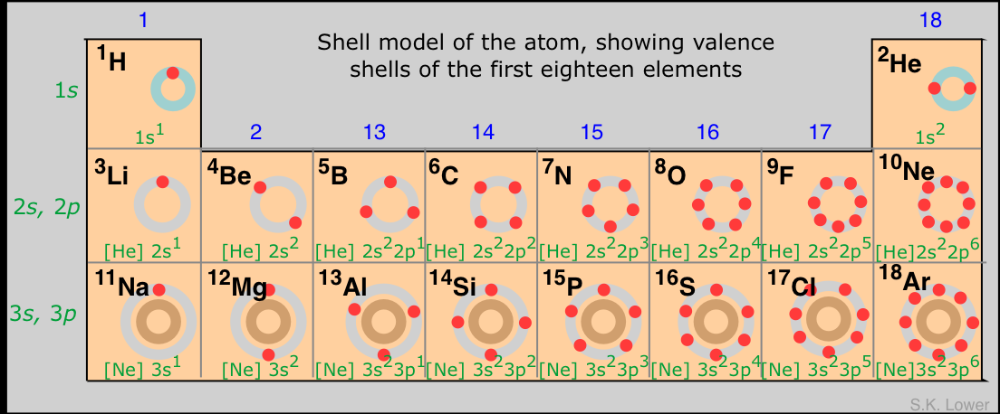 1
18
Shell model of the atom, showing valence
shells of the first eighteen elements
¹H
²He
1s
1s¹
1s²
2
13
14
15
16
17
³Li
⁴Be
⁵B
⁶C
⁷N
⁸O
⁹F
¹⁰Ne
2s, 2p
[He] 2s¹
[He] 2s²
[He] 2s²2p¹
[He] 2s²2p²
[He] 2s²2p³
[He] 2s²2p⁴
[He] 2s²2p⁵
[He]2s²2p⁶
¹¹Na
¹²Mg
¹³Al
¹⁴Si
¹⁵P
¹⁶S
¹⁷Cl
¹⁸Ar
3s, 3p
[Ne] 3s¹
[Ne] 3s²
[Ne] 3s²3p¹
[Ne] 3s²3p²
[Ne] 3s²3p³
[Ne] 3s²3p⁴
[Ne] 3s²3p⁵
[Ne]3s²3p⁶
S.K. Lower